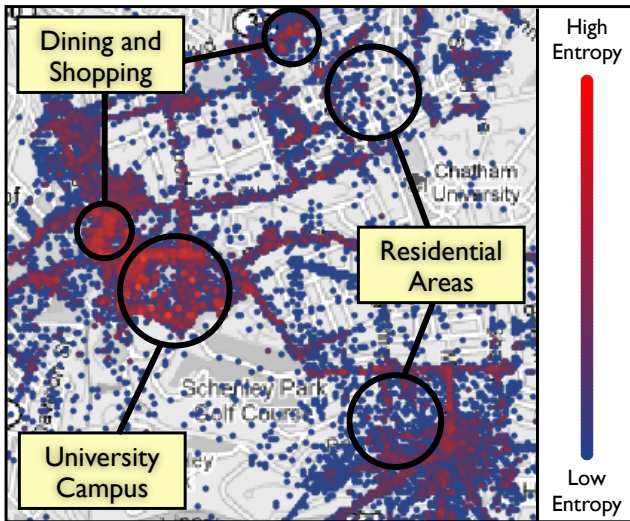 Dining and
Shopping
High
Entropy
Chatham
University
Residential
Areas
Schenley Park
Golf Course
University
Campus
Low
Entropy